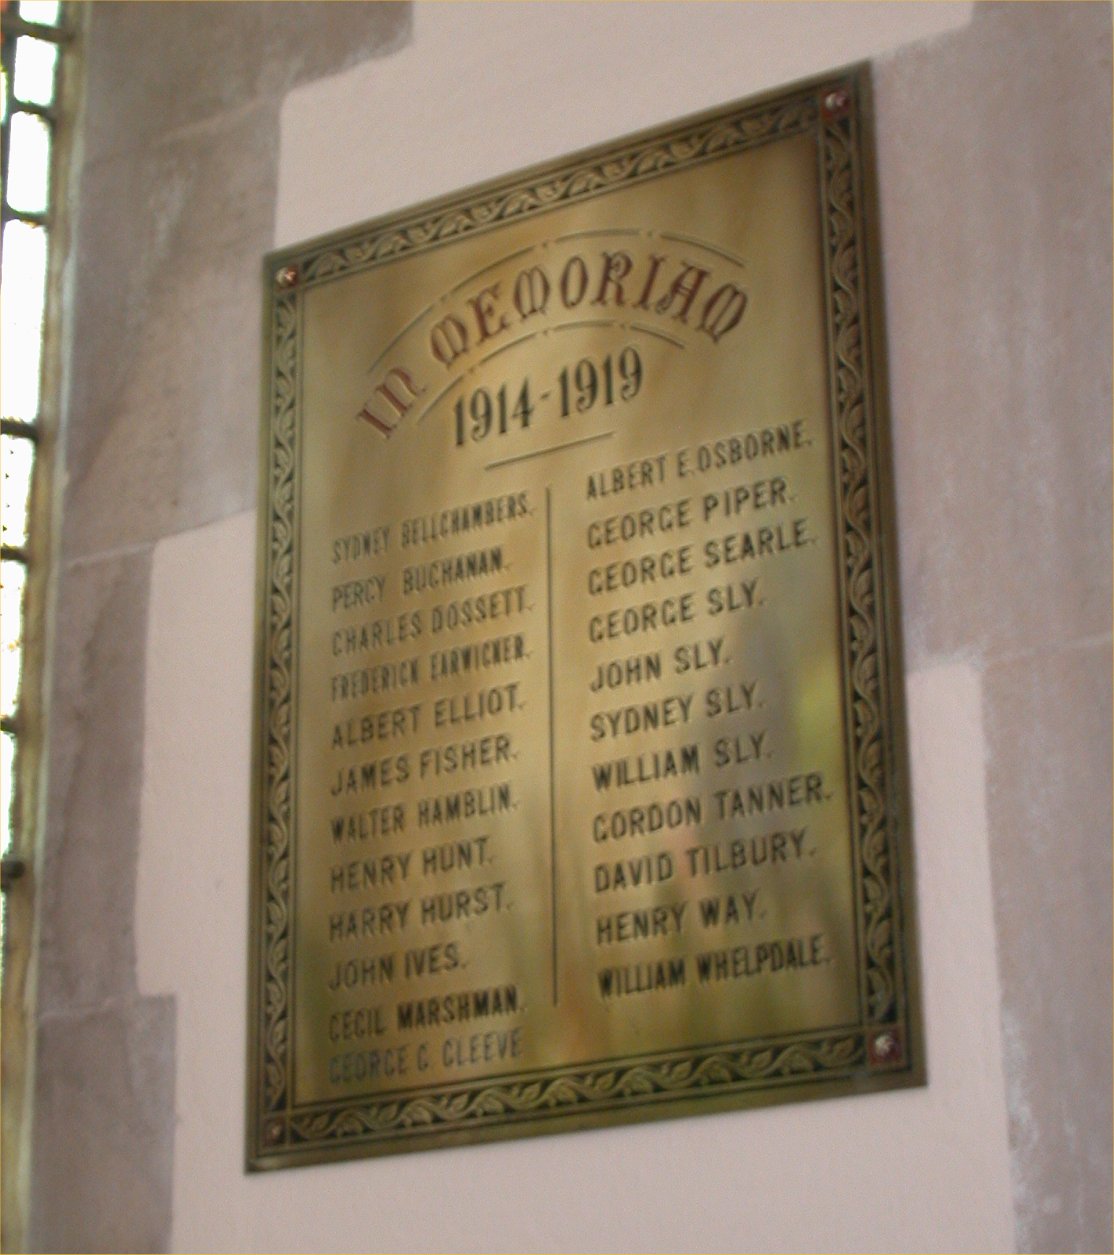 IN MEMORIAM
1914-1919
SYDNEY BELLCHAMBERS.
PERCY BUCHANAN.
CHARLES DOSSETT.
FREDERICK EARWICKER.
ALBERT ELLIOT.
JAMES FISHER.
WALTER HAMBLIN.
HENRY HUNT.
HARRY HURST.
JOHN IVES.
CECIL MARSHMAN.
GEORGE G CLEEVE
ALBERT E. OSBORNE.
GEORGE PIPER.
GEORGE SEARLE.
GEORGE SLY.
JOHN SLY.
SYDNEY SLY.
WILLIAM SLY.
GORDON TANNER.
DAVID TILBURY.
HENRY WAY.
WILLIAM WHELPDALE.